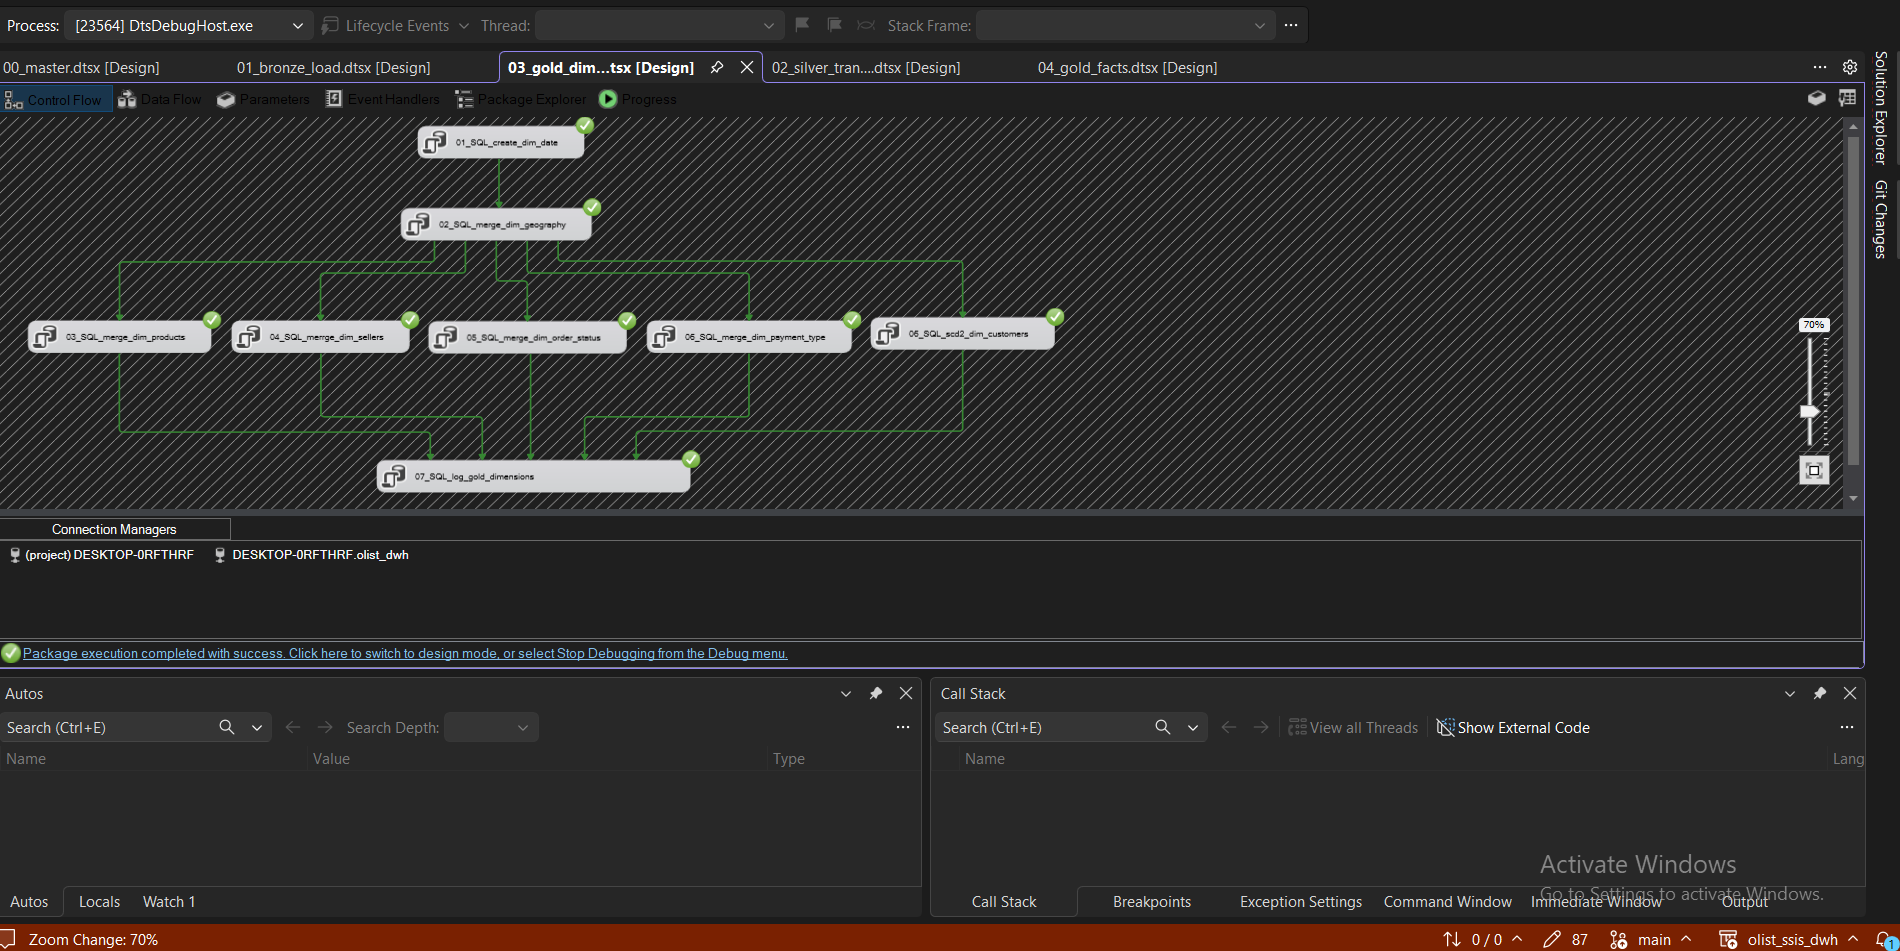 Process: [23564] DtsDebugHost.exe Lifecycle Events Thread: Stack Frame:
00_master.dtsx [Design] 01_bronze_load.dtsx [Design] 03_gold_dim...tsx [Design] 02_silver_tran....dtsx [Design] 04_gold_facts.dtsx [Design]
Control Flow Data Flow Parameters Event Handlers Package Explorer Progress
Solution Explorer
Git Changes
01_SQL_create_dim_date
02_SQL_merge_dim_geography
03_SQL_merge_dim_products 04_SQL_merge_dim_sellers 05_SQL_merge_dim_order_status 06_SQL_merge_dim_payment_type 06_SQL_scd2_dim_customers
70%
07_SQL_log_gold_dimensions
Connection Managers
(project) DESKTOP-0RFTHRF DESKTOP-0RFTHRF.olist_dwh
Package execution completed with success. Click here to switch to design mode, or select Stop Debugging from the Debug menu.
Autos
Search (Ctrl+E) Search Depth:
Name Value Type
Autos Locals Watch 1
Call Stack
Search (Ctrl+E) View all Threads Show External Code
Name Lang
Activate Windows
Go to Settings to activate Windows.
Call Stack Breakpoints Exception Settings Command Window Immediate Window Output
Zoom Change: 70% 0 / 0 87 main olist_ssis_dwh 1